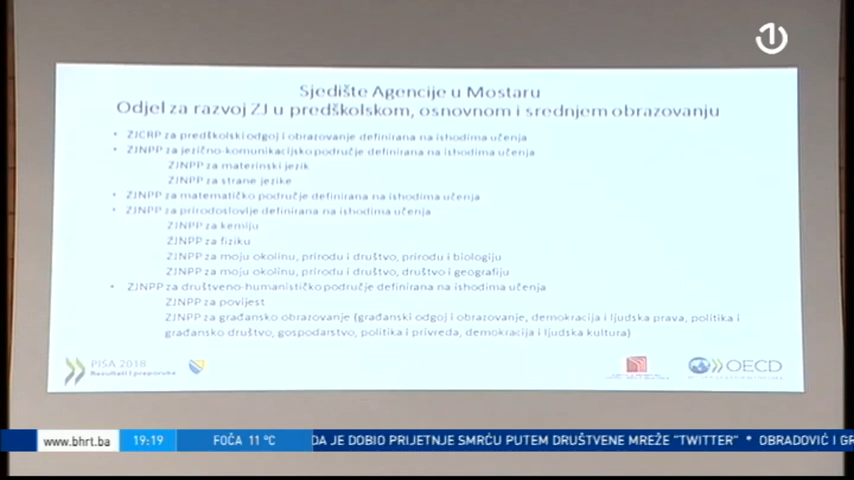 Sjedište Agencije u Mostaru
Odjel za razvoj ZJ u predškolskom, osnovnom i srednjem obrazovanju
• ZJCRP za predškolski odgoj i obrazovanje definirana na ishodima učenja
• ZJNPP za jezično-komunikacijsko područje definirana na ishodima učenja
ZJNPP za materinski jezik
ZJNPP za strane jezike
• ZJNPP za matematičko područje definirana na ishodima učenja
• ZJNPP za prirodoslovlje definirana na ishodima učenja
ZJNPP za kemiju
ZJNPP za fiziku
ZJNPP za moju okolinu, prirodu i društvo, prirodu i biologiju
ZJNPP za moju okolinu, prirodu i društvo, društvo i geografiju
• ZJNPP za društveno-humanističko područje definirana na ishodima učenja
ZJNPP za povijest
ZJNPP za građansko obrazovanje (građanski odgoj i obrazovanje, demokracija i ljudska prava, politika i
građansko društvo, gospodarstvo, politika i privreda, demokracija i ljudska kultura)
PISA 2018
Rezultati i preporuke
OECD
www.bhrt.ba 19:19 FOČA 11 °C DA JE DOBIO PRIJETNJE SMRĆU PUTEM DRUŠTVENE MREŽE "TWITTER" * OBRADOVIĆ I GR